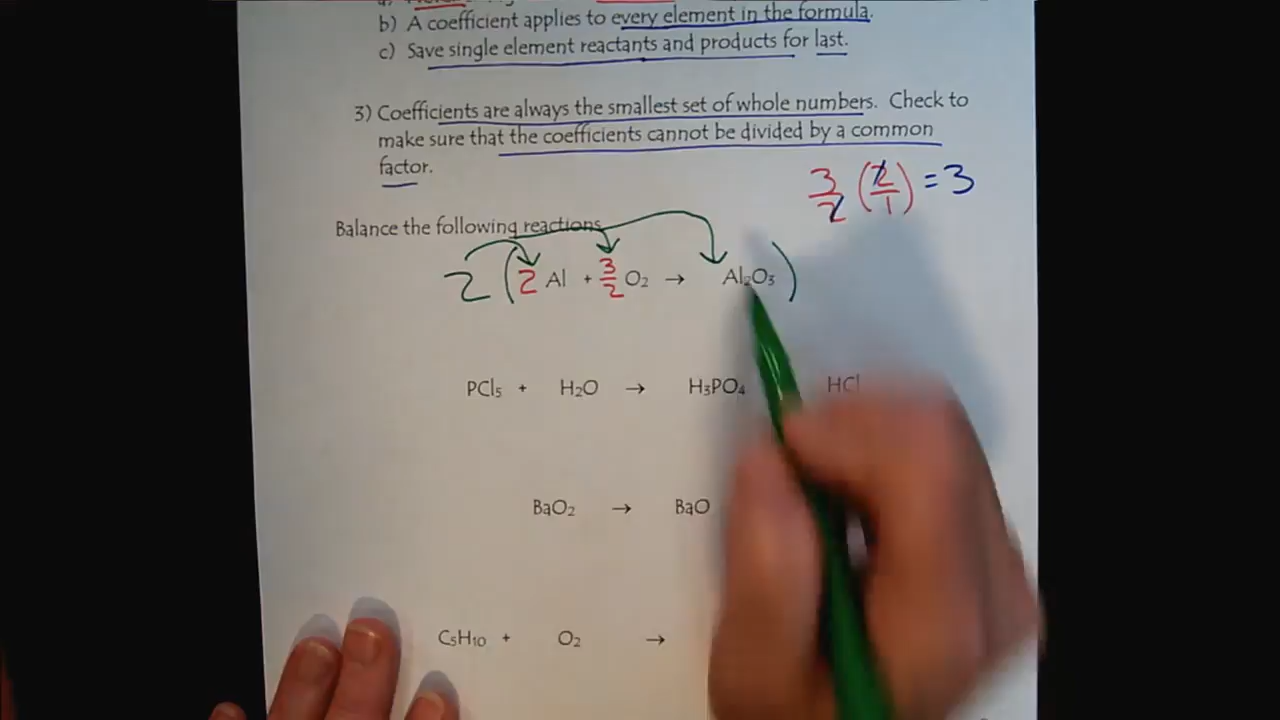 b) A coefficient applies to every element in the formula.
c) Save single element reactants and products for last.
3) Coefficients are always the smallest set of whole numbers. Check to
make sure that the coefficients cannot be divided by a common
factor.
3/2 (2/1) = 3
Balance the following reactions
2 (2 Al + 3/2 O₂ → Al₂O₃)
PCl₅ + H₂O → H₃PO₄ HCl
BaO₂ → BaO
C₅H₁₀ + O₂ →